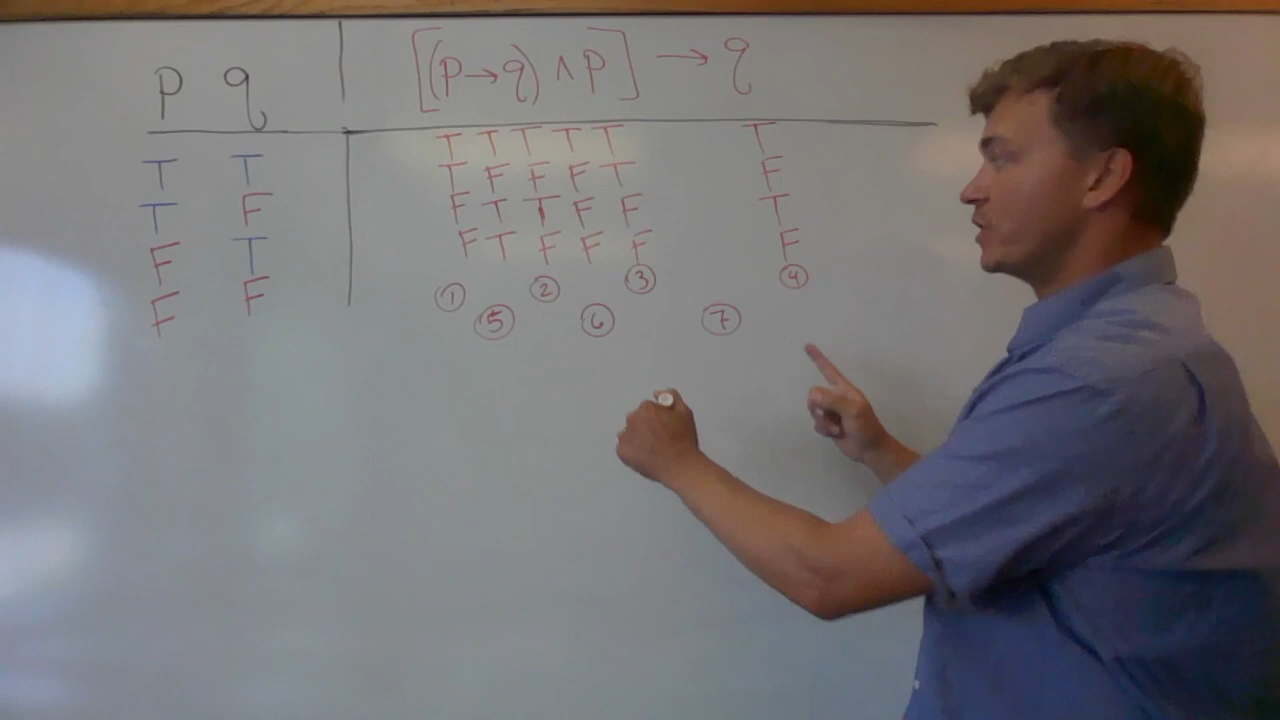 p q [(p→q) ∧ p] → q
T T T T T T T T
T F T F F F T F
F T F T T F F T
F F F T F F F F
① ② ③ ④
⑤ ⑥ ⑦